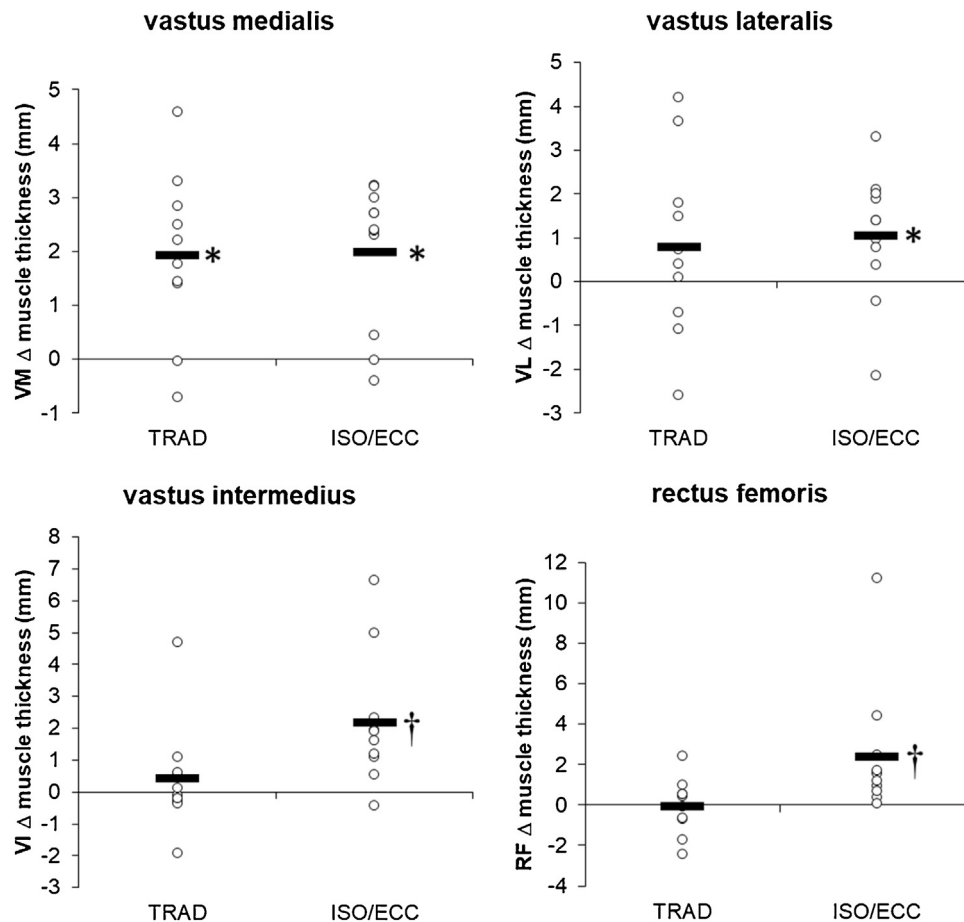 vastus medialis
VM Δ muscle thickness (mm)
5
4
3
2
1
0
-1
*
*
TRAD
ISO/ECC
vastus lateralis
VL Δ muscle thickness (mm)
5
4
3
2
1
0
-1
-2
-3
*
TRAD
ISO/ECC
vastus intermedius
VI Δ muscle thickness (mm)
8
7
6
5
4
3
2
1
0
-1
-2
-3
†
TRAD
ISO/ECC
rectus femoris
RF Δ muscle thickness (mm)
12
10
8
6
4
2
0
-2
-4
†
TRAD
ISO/ECC